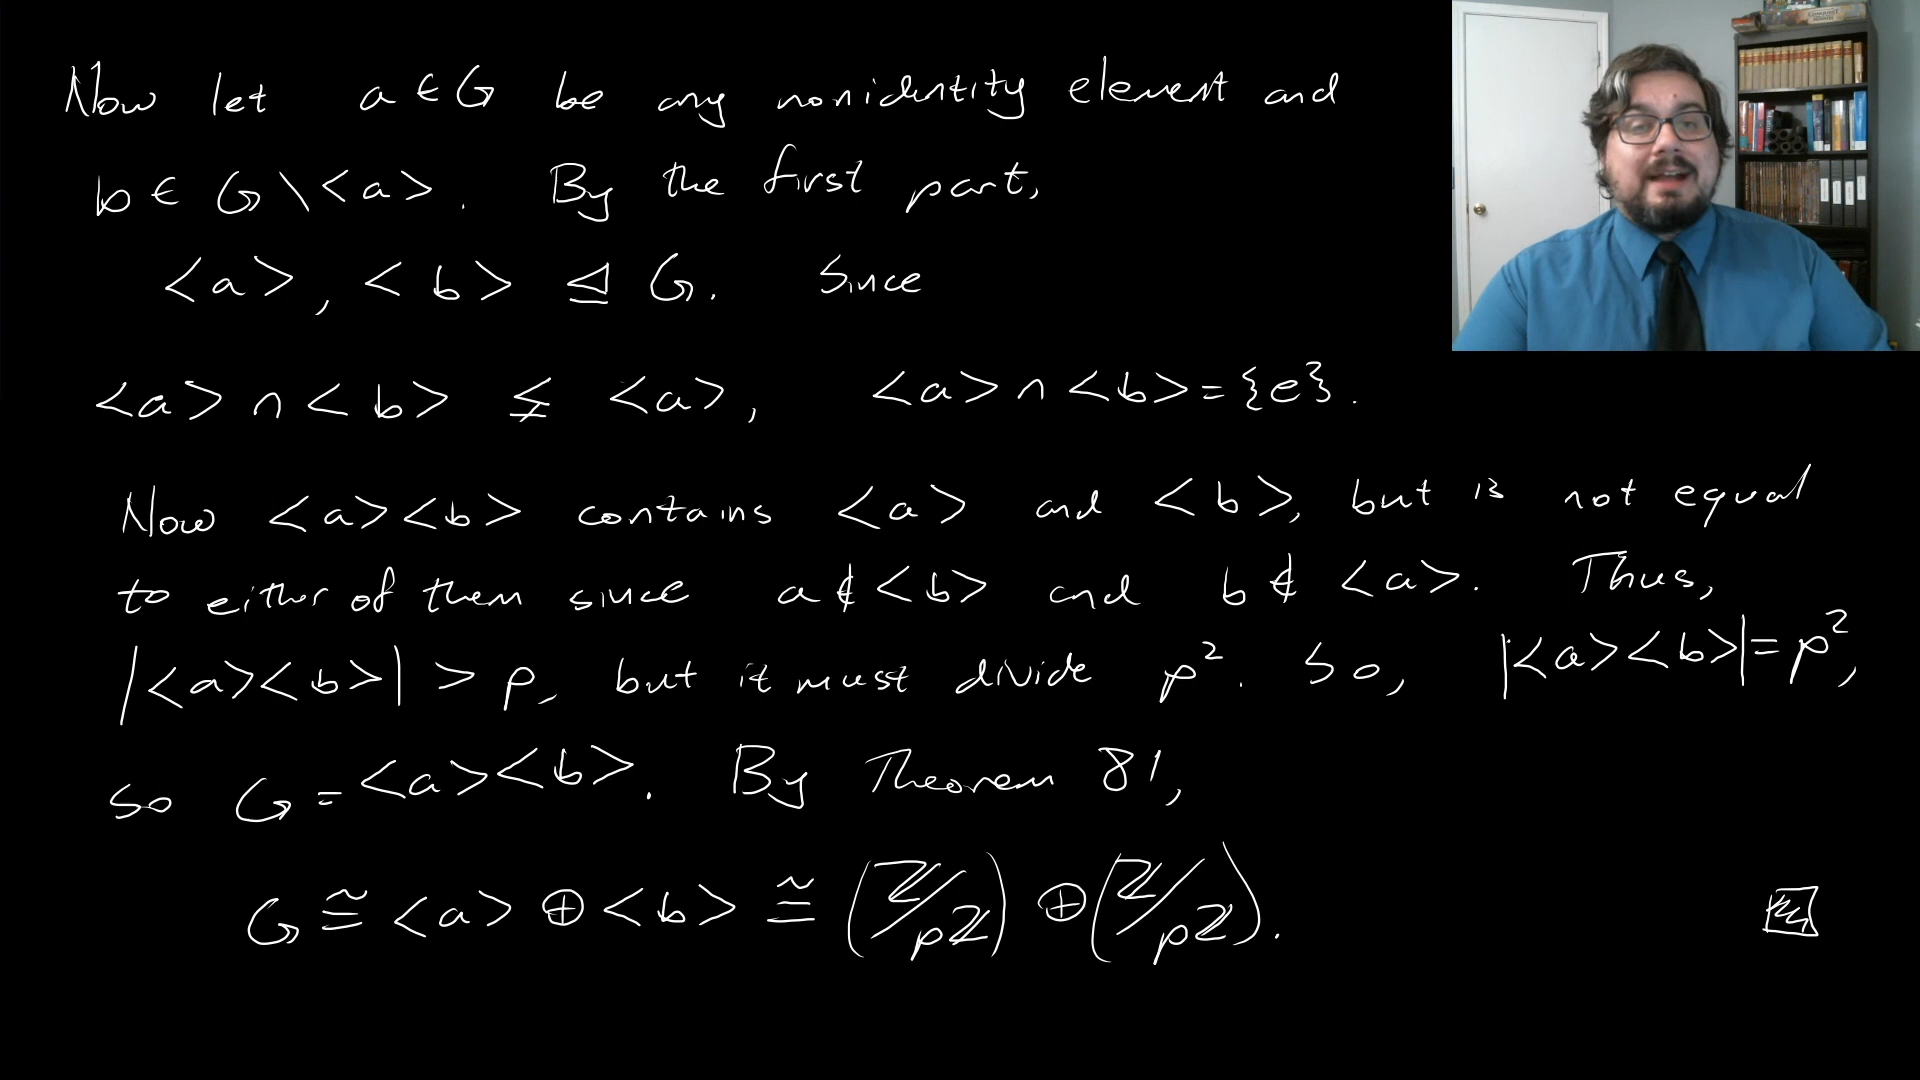 Now let a ∈ G be any nonidentity element and
b ∈ G \ <a>. By the first part,
<a>, <b> ⊴ G. Since
<a> ∩ <b> ≨ <a>, <a> ∩ <b> = {e}.
Now <a><b> contains <a> and <b>, but is not equal
to either of them since a ∉ <b> and b ∉ <a>. Thus,
|<a><b>| > p, but it must divide p². So, |<a><b>| = p²,
so G = <a><b>. By Theorem 81,
G ≅ <a> ⊕ <b> ≅ (ℤ/pℤ) ⊕ (ℤ/pℤ).